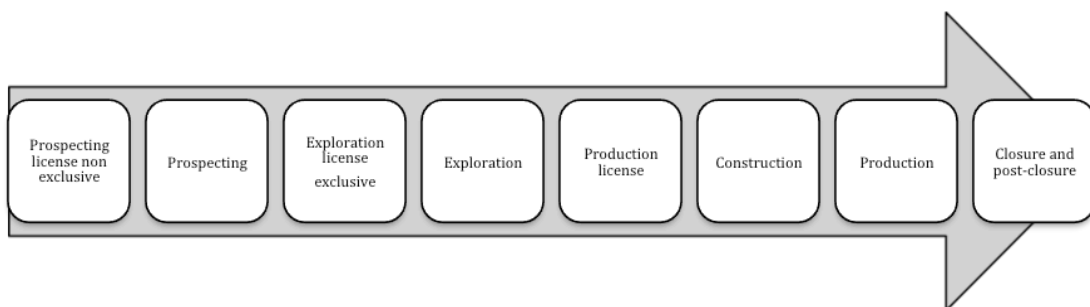 Prospecting
license non
exclusive
Prospecting
Exploration
license
exclusive
Exploration
Production
license
Construction
Production
Closure and
post-closure